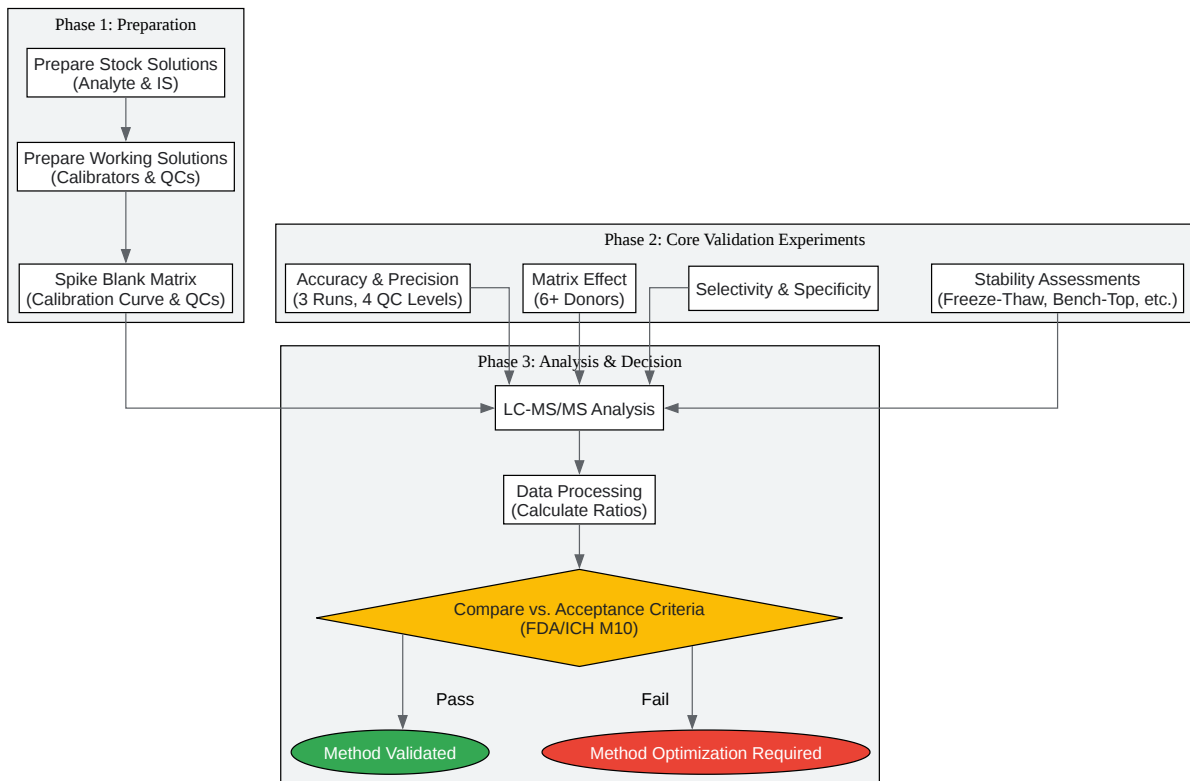 Phase 1: Preparation
Prepare Stock Solutions
(Analyte & IS)
Prepare Working Solutions
(Calibrators & QCs)
Spike Blank Matrix
(Calibration Curve & QCs)
Phase 2: Core Validation Experiments
Accuracy & Precision
(3 Runs, 4 QC Levels)
Matrix Effect
(6+ Donors)
Selectivity & Specificity
Stability Assessments
(Freeze-Thaw, Bench-Top, etc.)
Phase 3: Analysis & Decision
LC-MS/MS Analysis
Data Processing
(Calculate Ratios)
Compare vs. Acceptance Criteria
(FDA/ICH M10)
Pass
Fail
Method Validated
Method Optimization Required